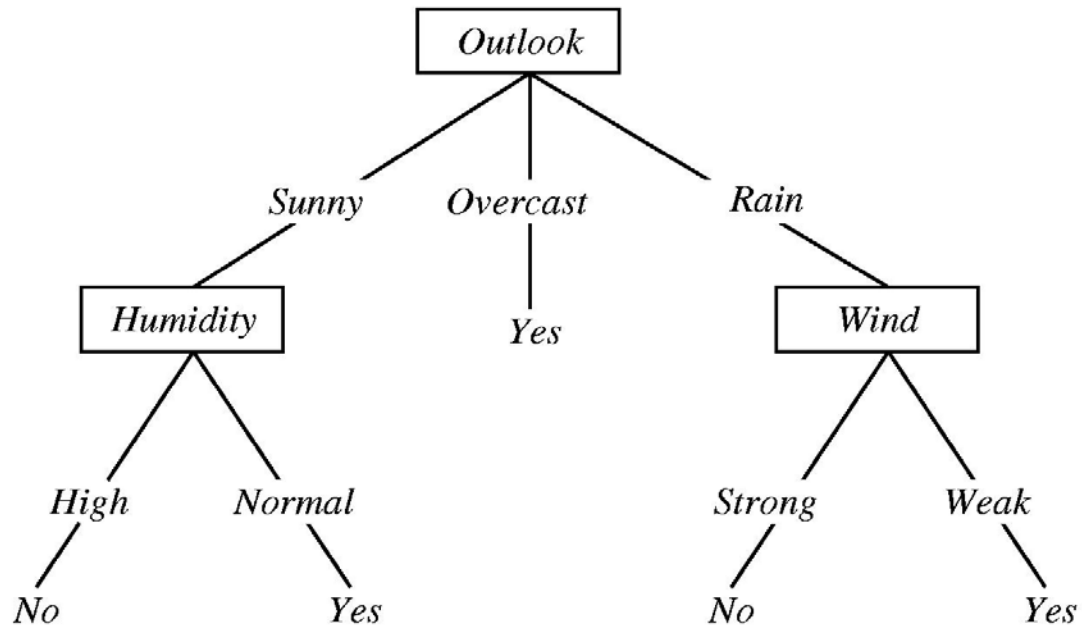 Outlook
Sunny Overcast Rain
Humidity Yes Wind
High Normal Strong Weak
No Yes No Yes